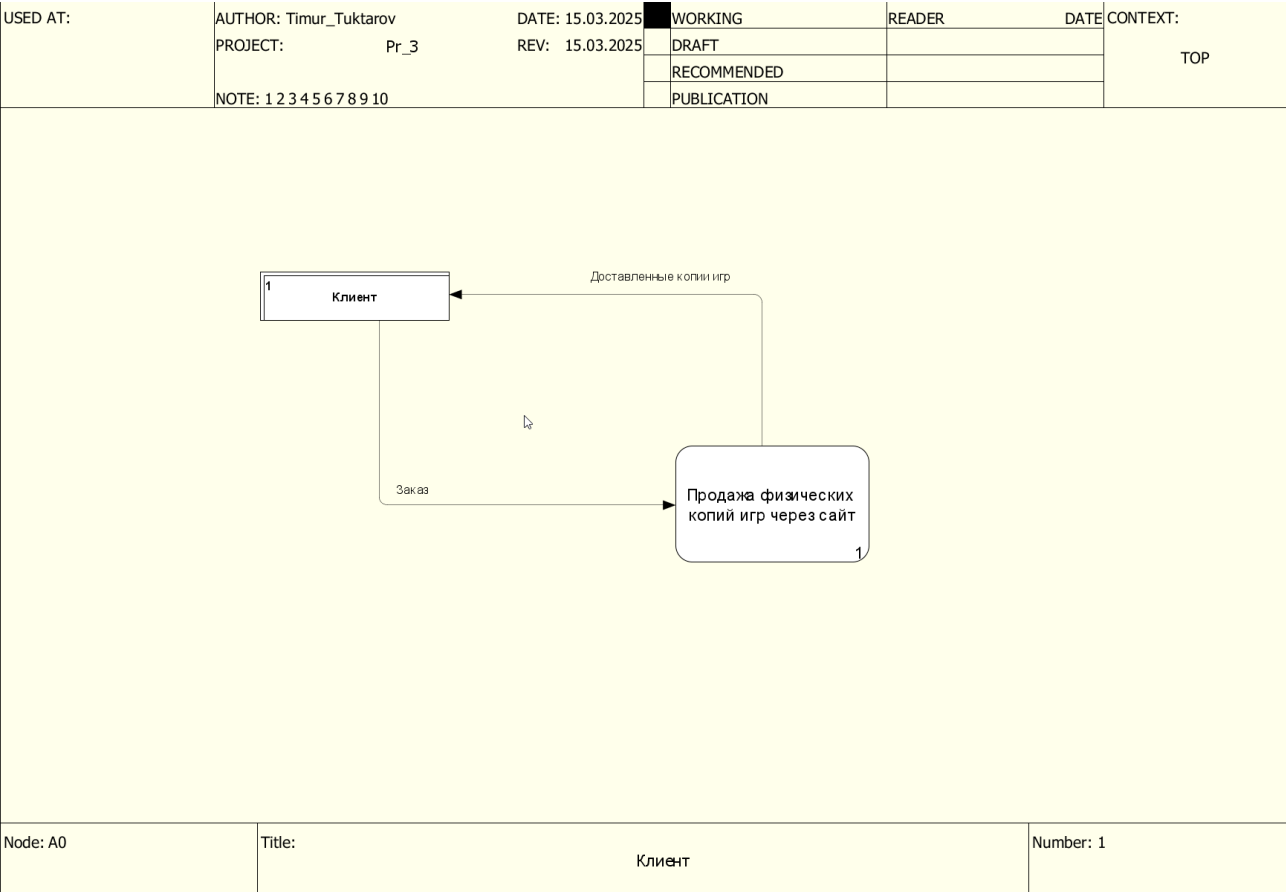 USED AT:
AUTHOR: Timur_Tuktarov
DATE: 15.03.2025
PROJECT: Pr_3
REV: 15.03.2025
NOTE: 1 2 3 4 5 6 7 8 9 10
WORKING
DRAFT
RECOMMENDED
PUBLICATION
READER
DATE
CONTEXT:
TOP
1
Клиент
Доставленные копии игр
Заказ
Продажа физических
копий игр через сайт
1
Node: A0
Title:
Клиент
Number: 1